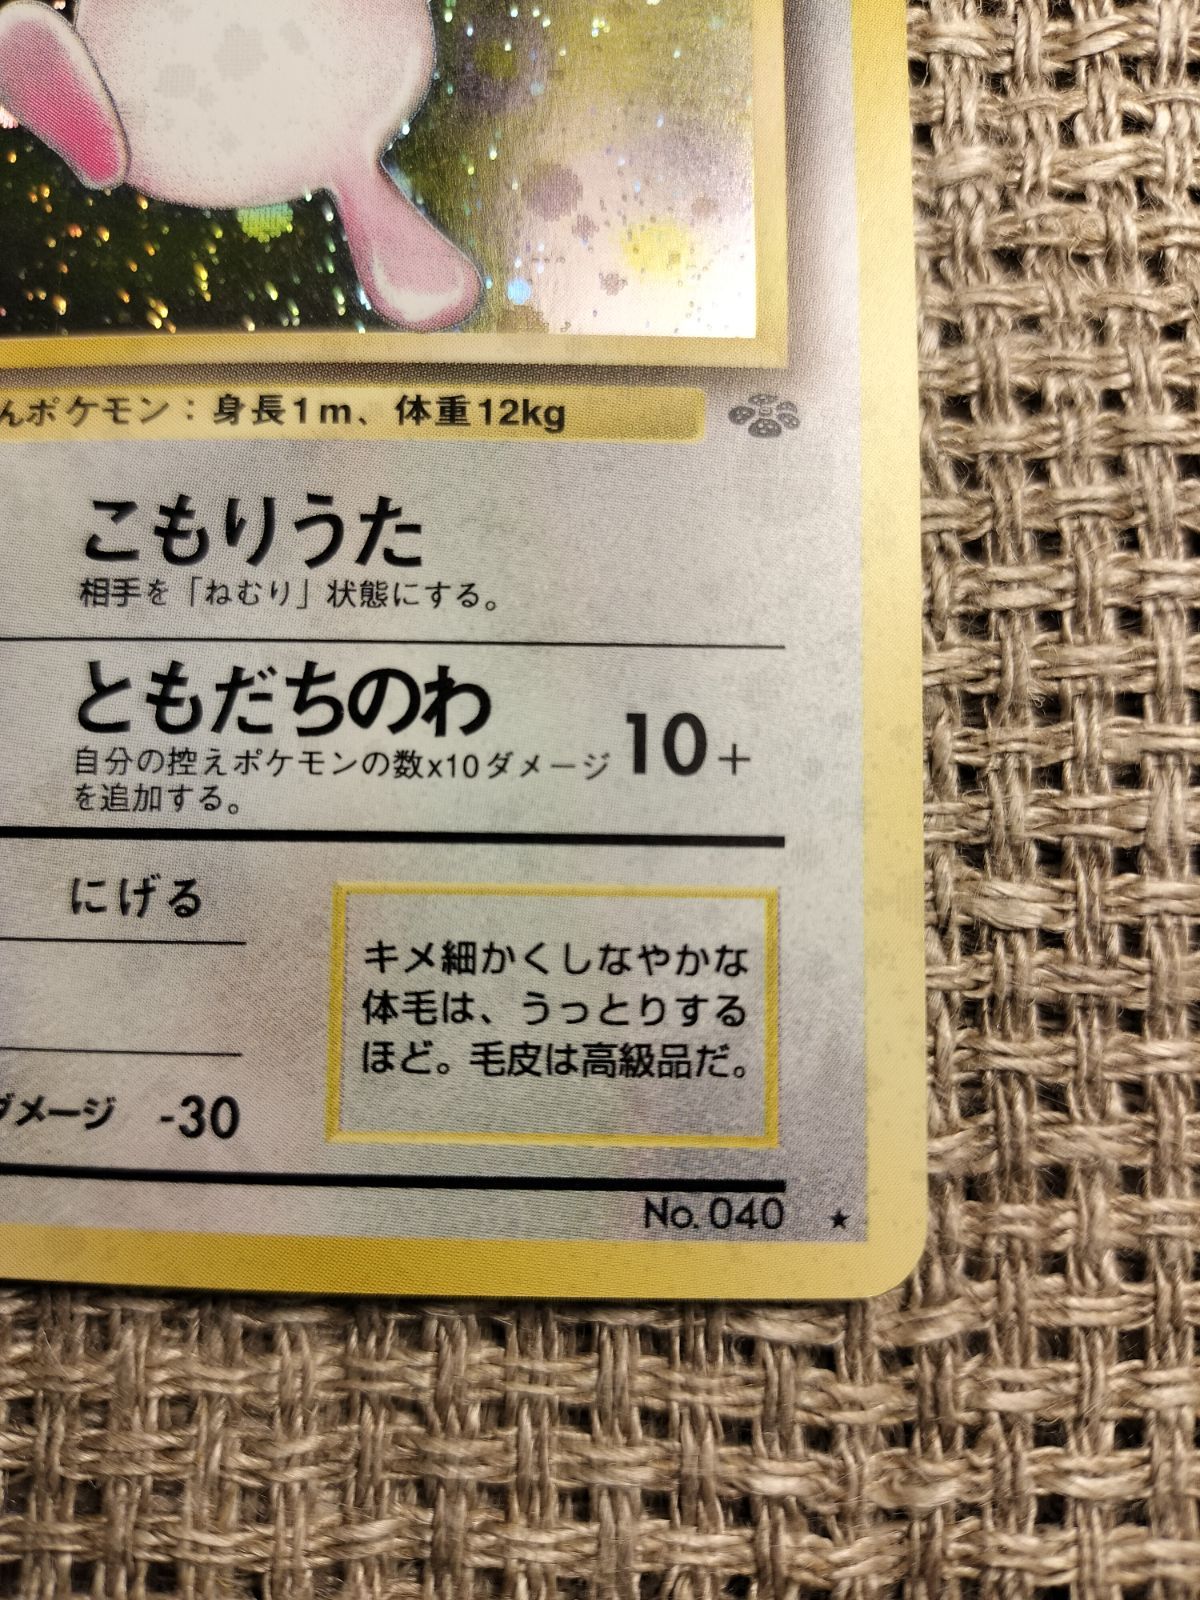 んポケモン：身長1m、体重12kg
こもりうた
相手を「ねむり」状態にする。
ともだちのわ
10+
自分の控えポケモンの数x10ダメージ
を追加する。
にげる
キメ細かくしなやかな
体毛は、うっとりする
ほど。毛皮は高級品だ。
ダメージ -30
No. 040 ★